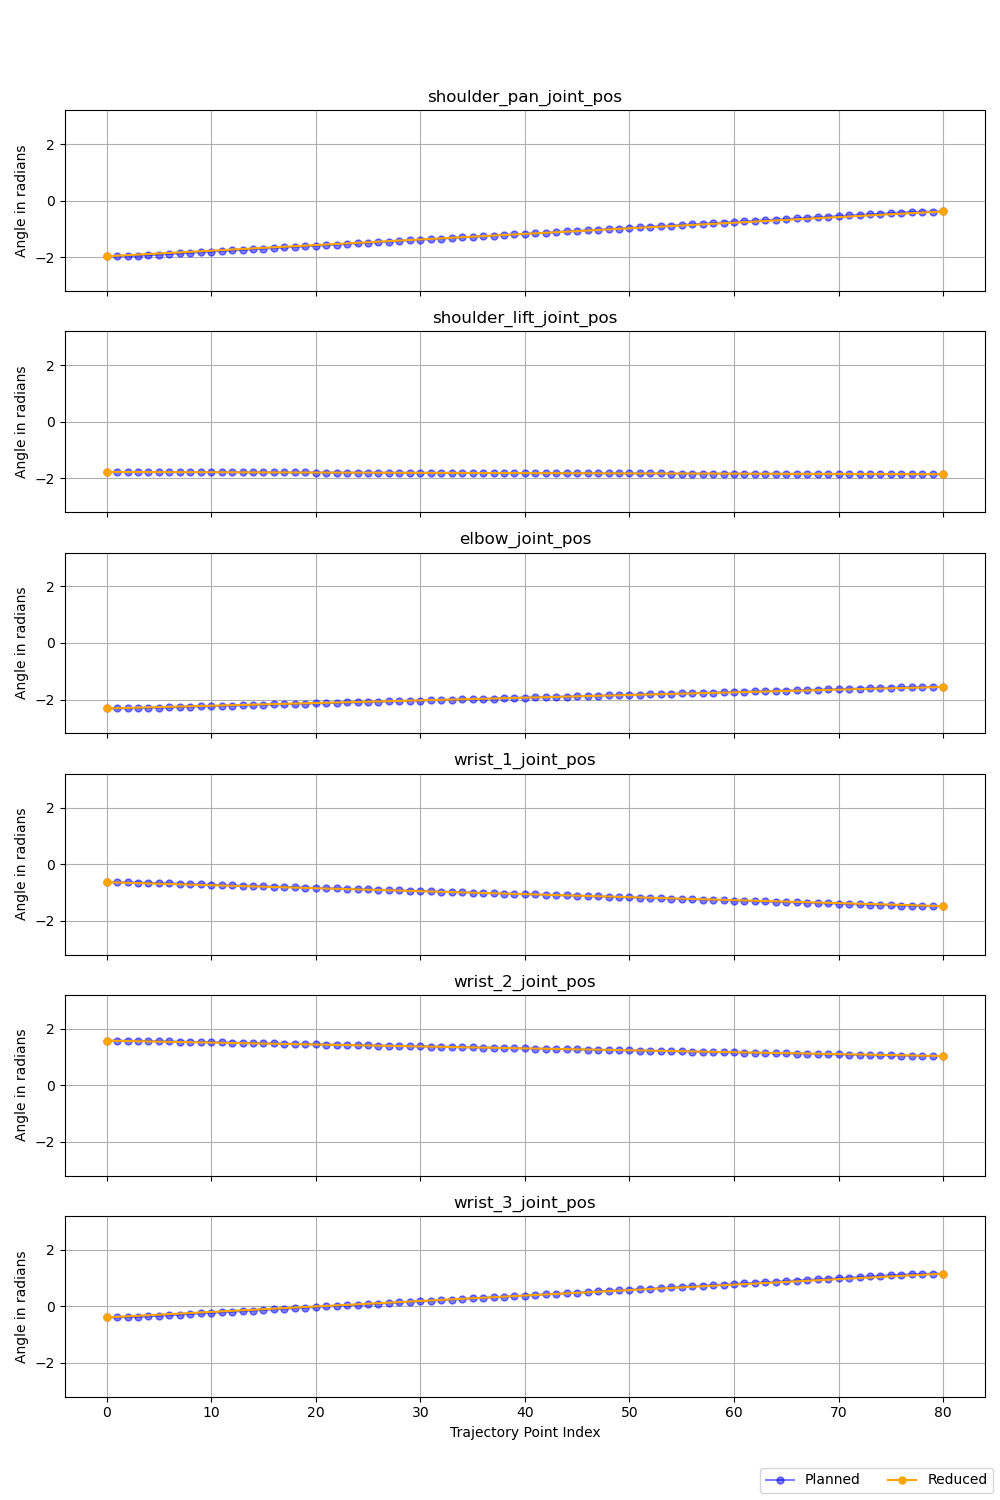 shoulder_pan_joint_pos
Angle in radians
2
0
−2
shoulder_lift_joint_pos
Angle in radians
2
0
−2
elbow_joint_pos
Angle in radians
2
0
−2
wrist_1_joint_pos
Angle in radians
2
0
−2
wrist_2_joint_pos
Angle in radians
2
0
−2
wrist_3_joint_pos
Angle in radians
2
0
−2
0 10 20 30 40 50 60 70 80
Trajectory Point Index
Planned Reduced